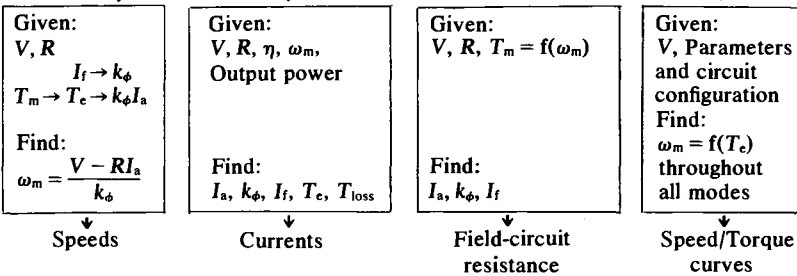 Given:
V, R
I_f → k_ϕ
T_m → T_e → k_ϕ I_a
Find:
ω_m = (V − RI_a) / k_ϕ
Speeds
Given:
V, R, η, ω_m,
Output power
Find:
I_a, k_ϕ, I_f, T_e, T_loss
Currents
Given:
V, R, T_m = f(ω_m)
Find:
I_a, k_ϕ, I_f
Field-circuit
resistance
Given:
V, Parameters
and circuit
configuration
Find:
ω_m = f(T_e)
throughout
all modes
Speed/Torque
curves